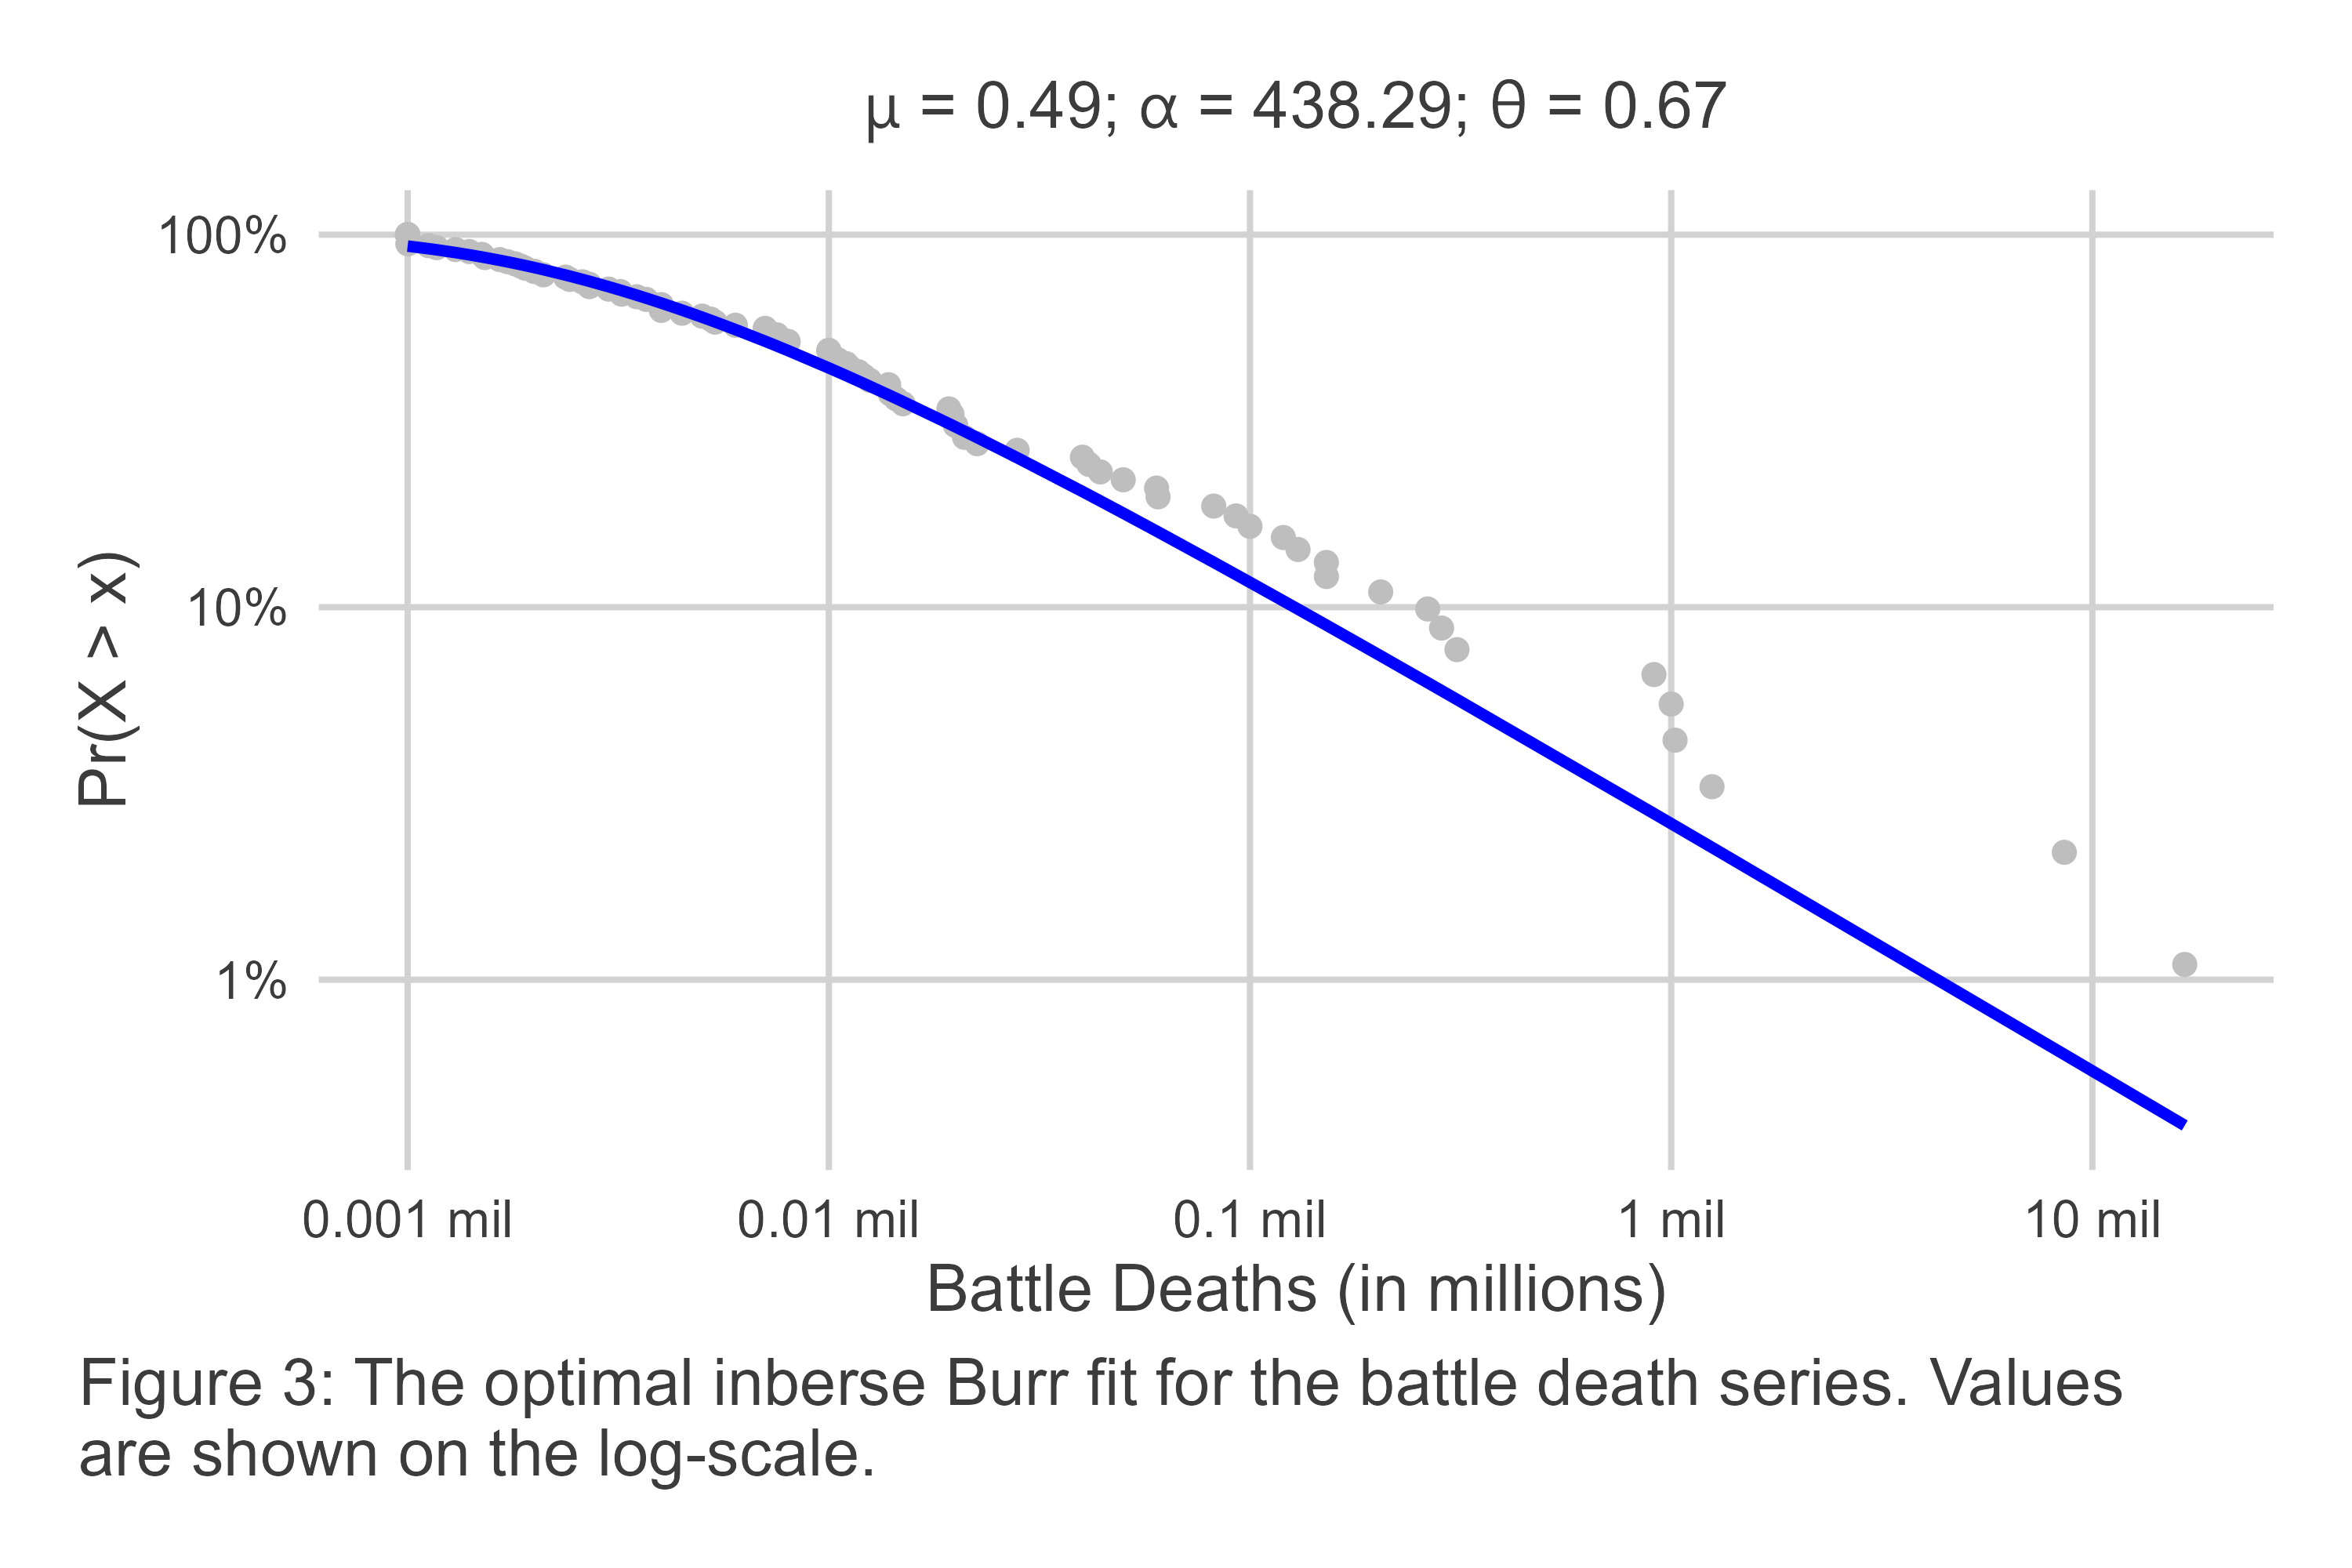 μ = 0.49; α = 438.29; θ = 0.67
100%
10%
1%
Pr(X > x)
0.001 mil
0.01 mil
0.1 mil
1 mil
10 mil
Battle Deaths (in millions)
Figure 3: The optimal inberse Burr fit for the battle death series. Values
are shown on the log-scale.